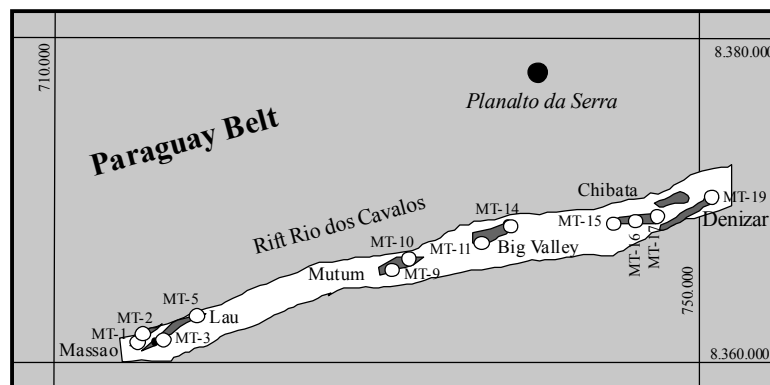 710.000
8.380.000
Planalto da Serra
Paraguay Belt
Chibata
MT-19
Rift Rio dos Cavalos
MT-14
MT-15
Denizar
MT-16
MT-17
MT-10
MT-11
Big Valley
Mutum
MT-9
750.000
MT-5
MT-2
Lau
MT-1
MT-3
Massao
8.360.000